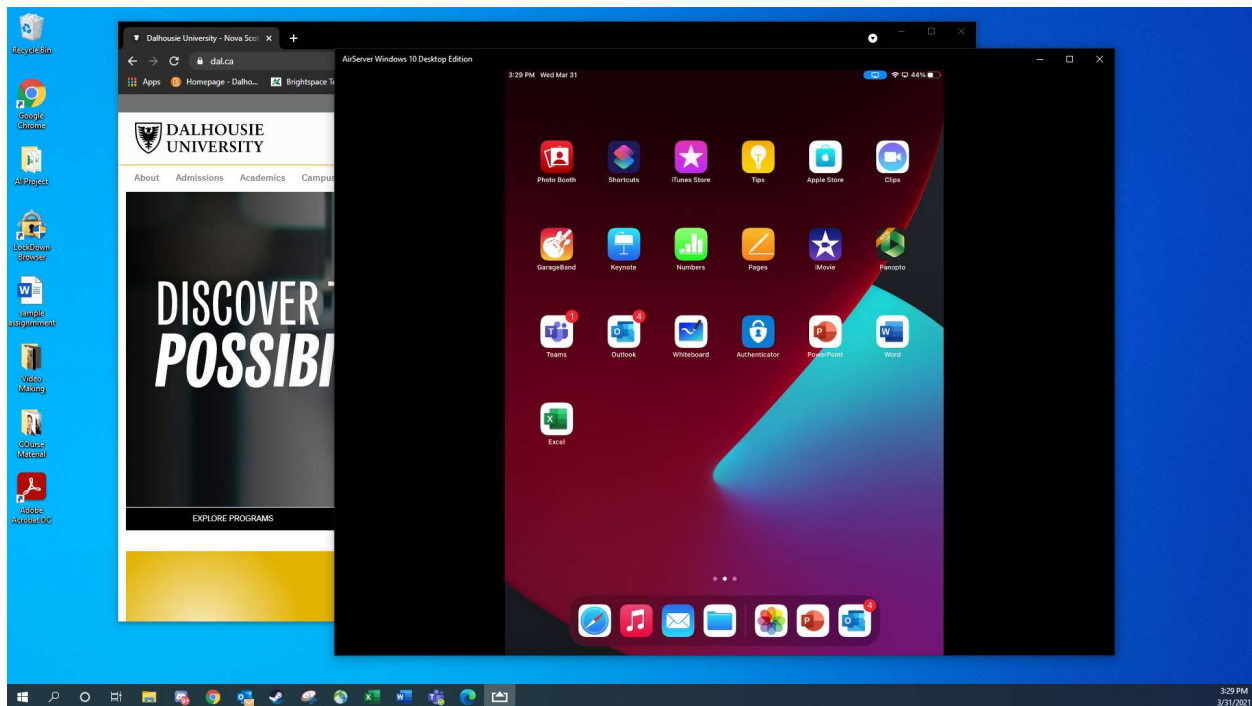 Recycle Bin
Google
Chrome
AI Project
LockDown
Browser
sample
assignmment
Video
Making
COurse
Material
Adobe
Acrobat DC
Dalhousie University - Nova Scot
dal.ca
Apps
Homepage - Dalho...
Brightspace Te
DALHOUSIE
UNIVERSITY
About Admissions Academics Campus
DISCOVER T
POSSIBI
EXPLORE PROGRAMS
AirServer Windows 10 Desktop Edition
3:29 PM Wed Mar 31
44%
Photo Booth Shortcuts iTunes Store Tips Apple Store Clips
GarageBand Keynote Numbers Pages iMovie Panopto
1 4
Teams Outlook Whiteboard Authenticator PowerPoint Word
Excel
4
3:29 PM
3/31/2021